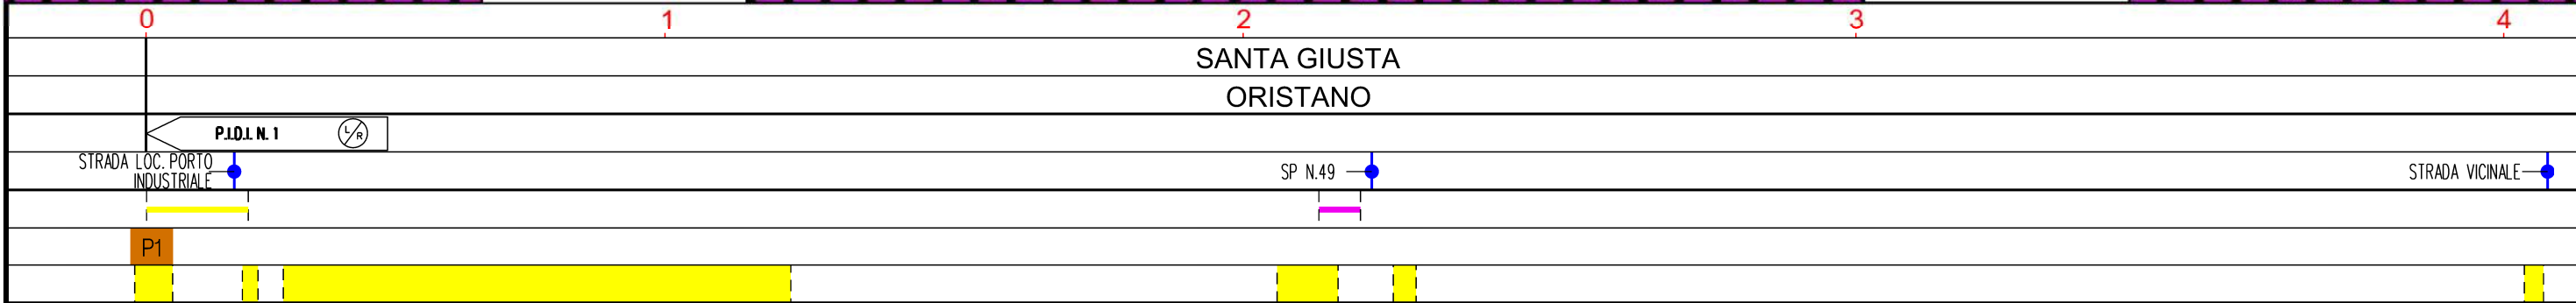 0 1 2 3 4
SANTA GIUSTA
ORISTANO
P.I.D.I. N. 1 L/R
STRADA LOC. PORTO
INDUSTRIALE
SP N.49
STRADA VICINALE
P1